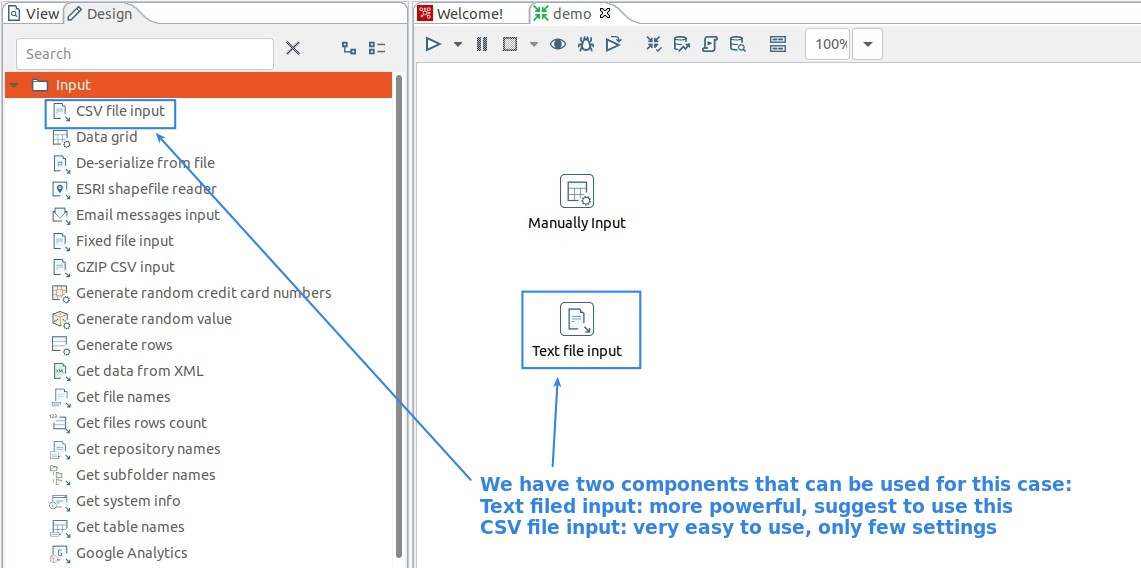 View
Design
Welcome!
demo
Search
100%
Input
CSV file input
Data grid
De-serialize from file
ESRI shapefile reader
Email messages input
Fixed file input
GZIP CSV input
Generate random credit card numbers
Generate random value
Generate rows
Get data from XML
Get file names
Get files rows count
Get repository names
Get subfolder names
Get system info
Get table names
Google Analytics
Manually Input
Text file input
We have two components that can be used for this case:
Text filed input: more powerful, suggest to use this
CSV file input: very easy to use, only few settings